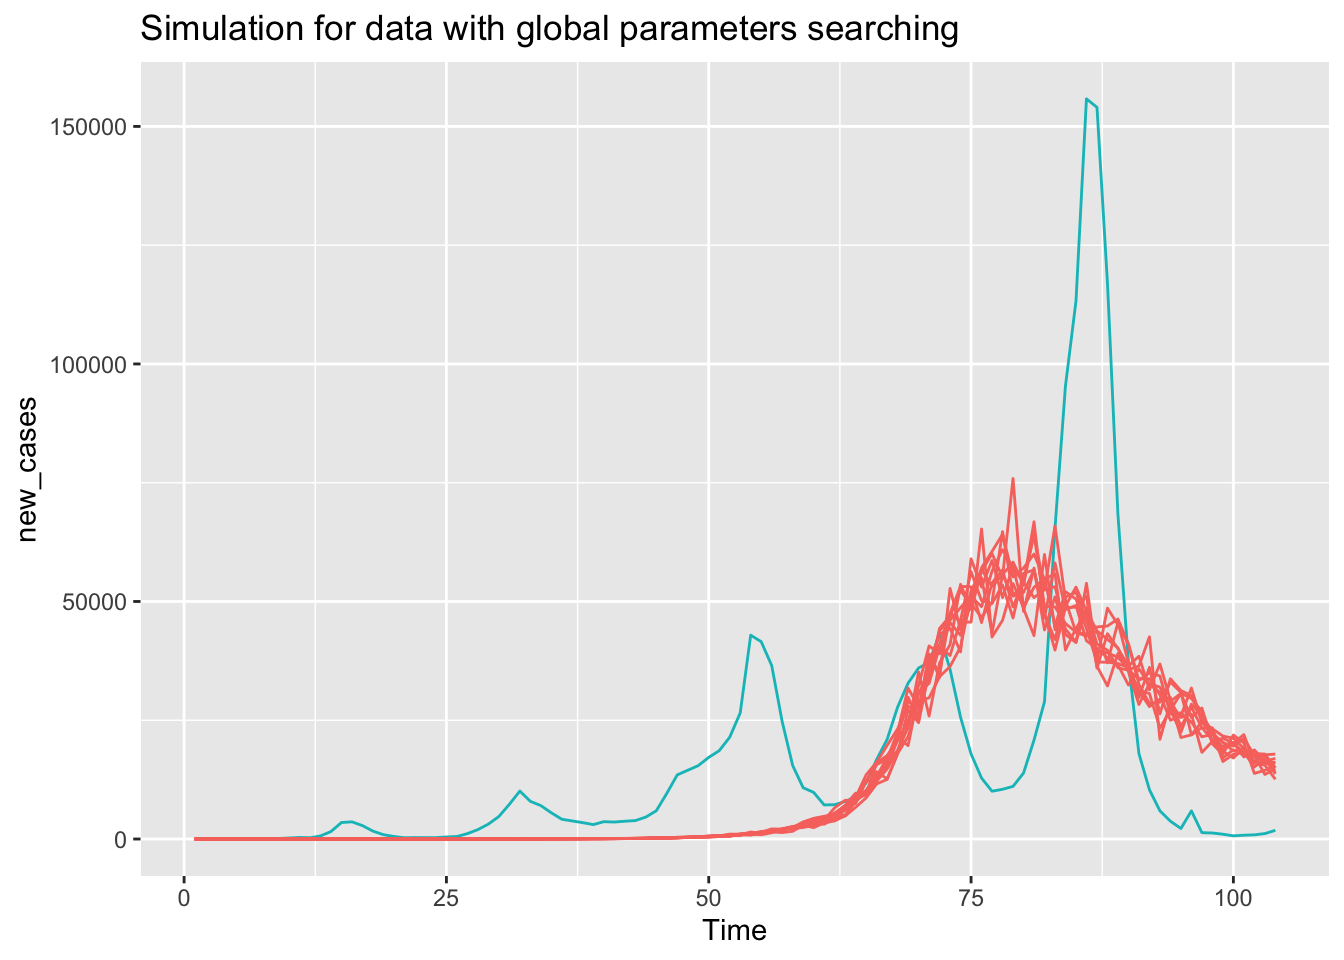 Simulation for data with global parameters searching
150000
100000
50000
0
new_cases
0 25 50 75 100
Time